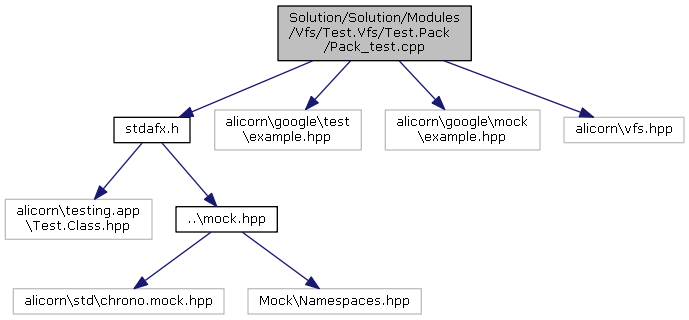 Solution/Solution/Modules
/Vfs/Test.Vfs/Test.Pack
/Pack_test.cpp
stdafx.h
alicorn\google\test
\example.hpp
alicorn\google\mock
\example.hpp
alicorn\vfs.hpp
alicorn\testing.app
\Test.Class.hpp
..\mock.hpp
alicorn\std\chrono.mock.hpp
Mock\Namespaces.hpp